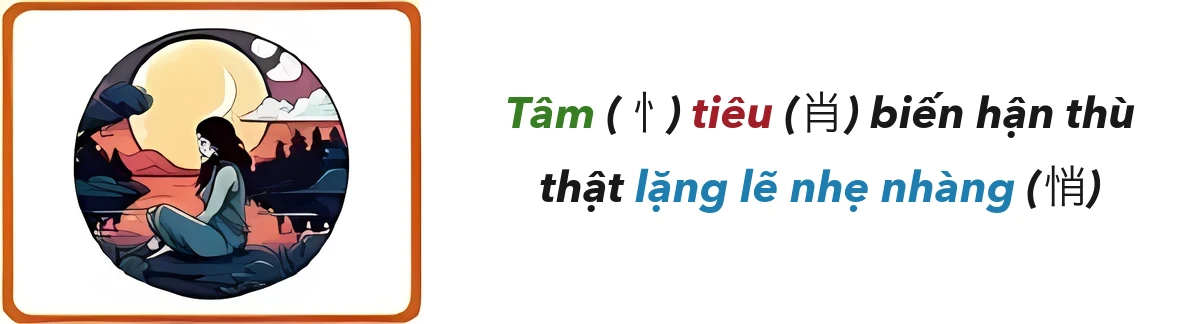 Tâm (忄) tiêu (肖) biến hận thù
thật lặng lẽ nhẹ nhàng (悄)